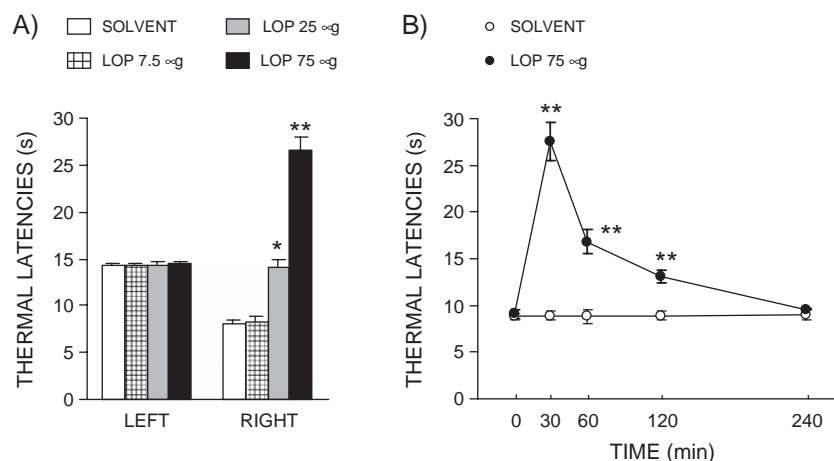 A)
SOLVENT
LOP 25 ∝g
LOP 7.5 ∝g
LOP 75 ∝g
THERMAL LATENCIES (s)
30
25
20
15
10
5
0
**
*
LEFT
RIGHT
B)
SOLVENT
LOP 75 ∝g
THERMAL LATENCIES (s)
30
25
20
15
10
5
0
**
**
**
0 30 60 120 240
TIME (min)